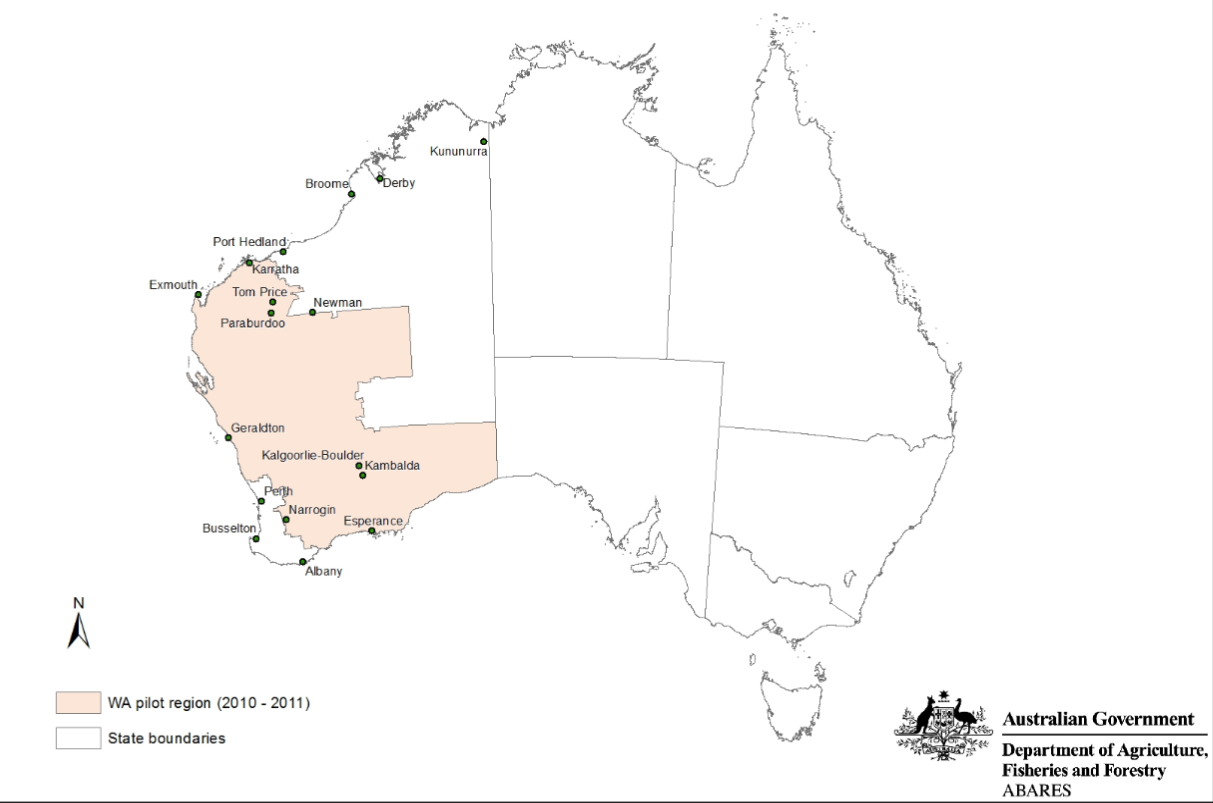 Kununurra
Broome
Derby
Port Hedland
Karratha
Exmouth
Tom Price
Newman
Paraburdoo
Geraldton
Kalgoorlie-Boulder
Kambalda
Perth
Narrogin
Esperance
Busselton
Albany
N
WA pilot region (2010 - 2011)
State boundaries
Australian Government
Department of Agriculture,
Fisheries and Forestry
ABARES